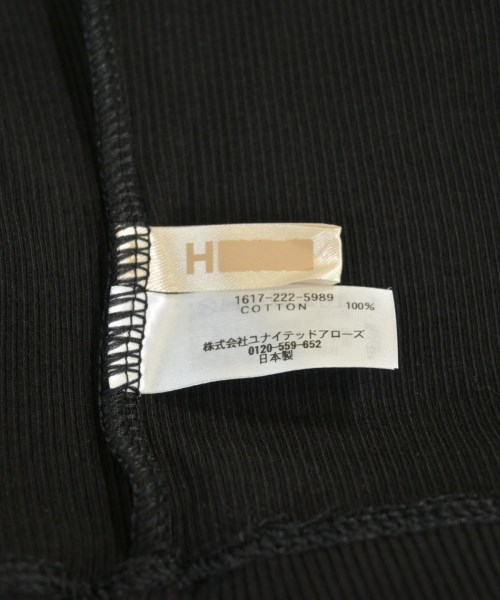 H
1617-222-5989
COTTON 100%
株式会社ユナイテッドアローズ
0120-559-652
日本製